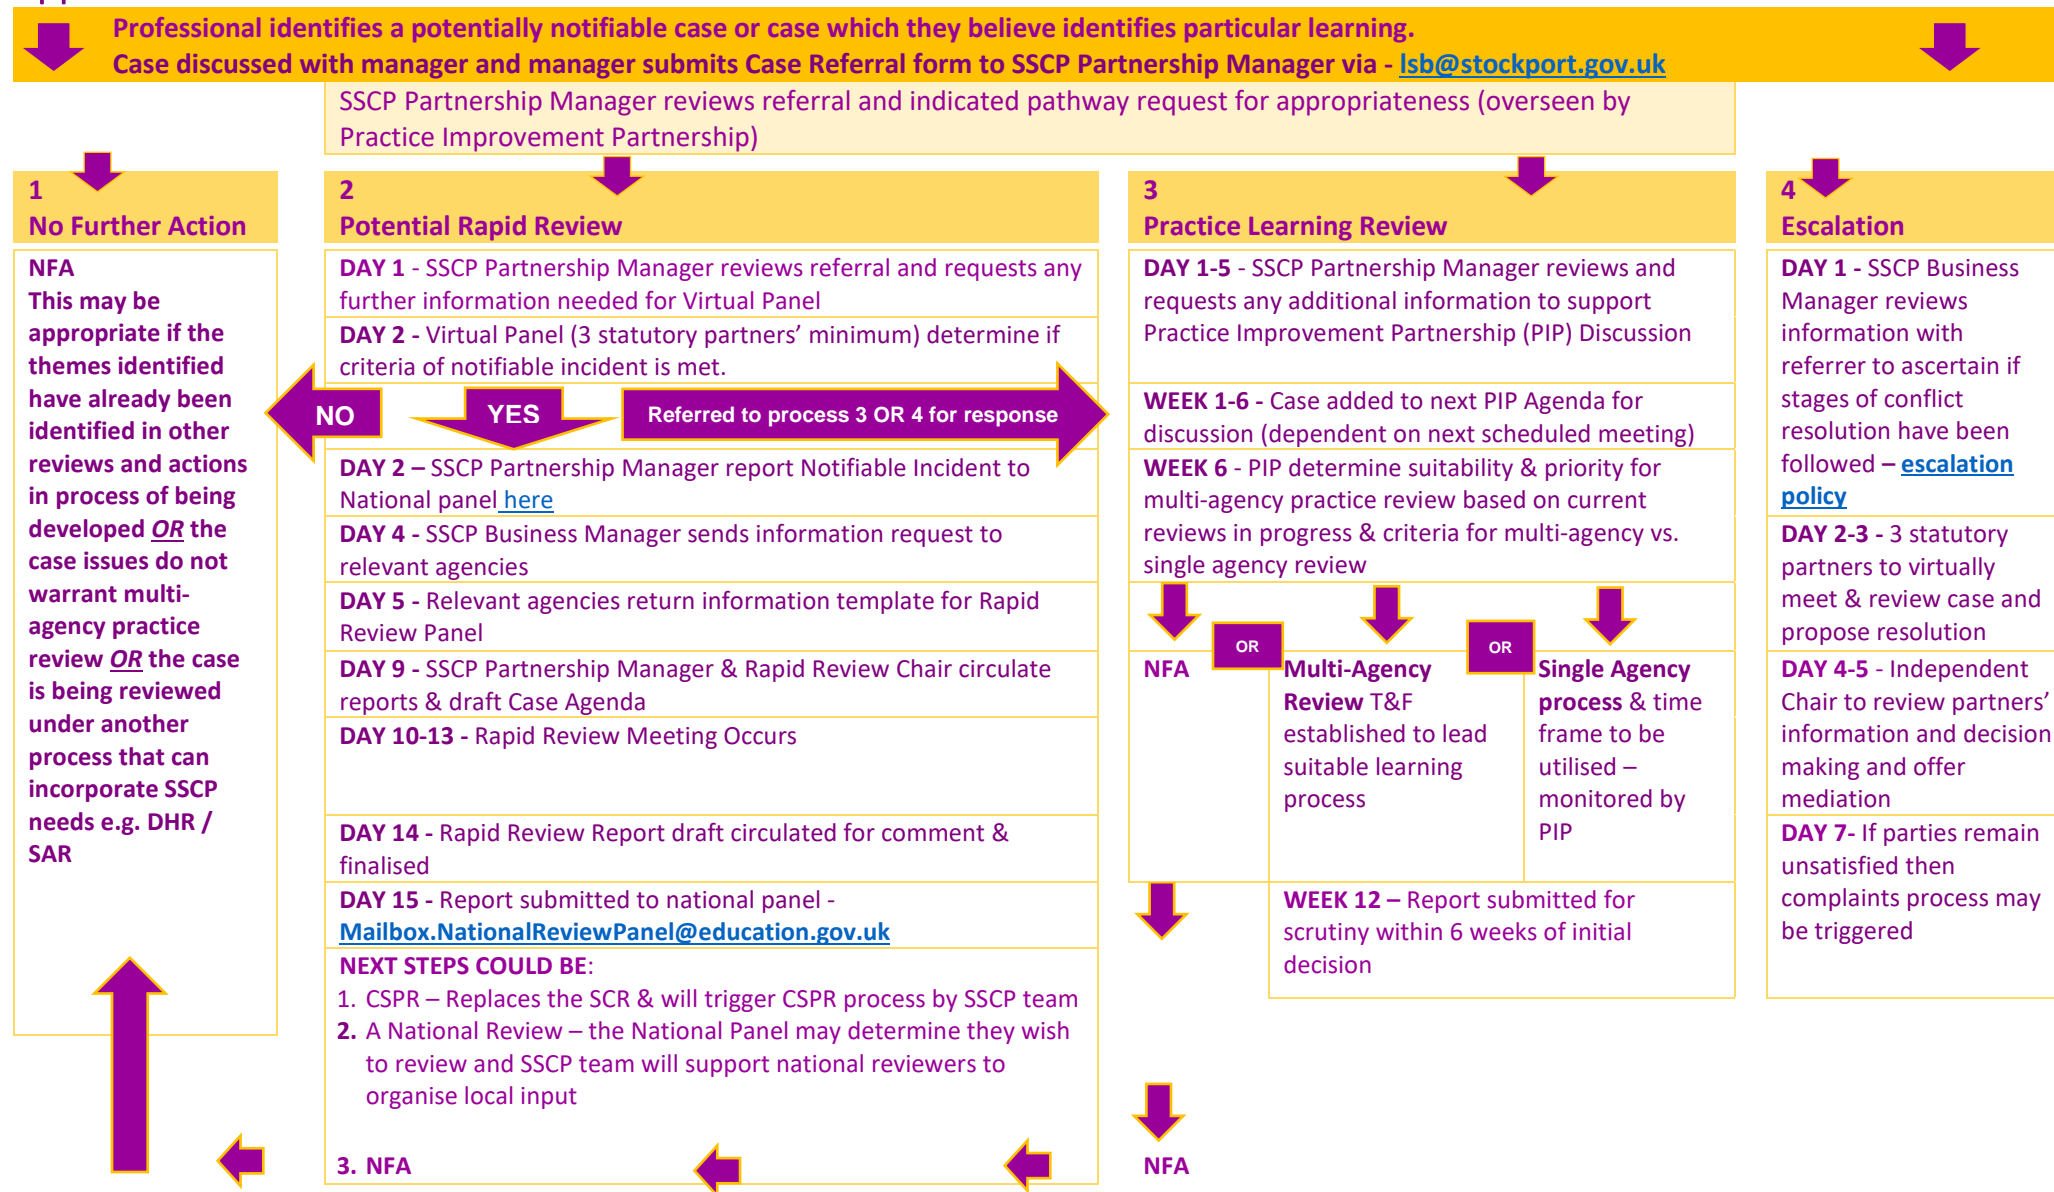 Professional identifies a potentially notifiable case or case which they believe identifies particular learning.
Case discussed with manager and manager submits Case Referral form to SSCP Partnership Manager via - lsb@stockport.gov.uk
SSCP Partnership Manager reviews referral and indicated pathway request for appropriateness (overseen by
Practice Improvement Partnership)
1
No Further Action
NFA
This may be
appropriate if the
themes identified
have already been
identified in other
reviews and actions
in process of being
developed OR the
case issues do not
warrant multi-
agency practice
review OR the case
is being reviewed
under another
process that can
incorporate SSCP
needs e.g. DHR /
SAR
2
Potential Rapid Review
DAY 1 - SSCP Partnership Manager reviews referral and requests any
further information needed for Virtual Panel
DAY 2 - Virtual Panel (3 statutory partners’ minimum) determine if
criteria of notifiable incident is met.
NO
YES
Referred to process 3 OR 4 for response
DAY 2 – SSCP Partnership Manager report Notifiable Incident to
National panel here
DAY 4 - SSCP Business Manager sends information request to
relevant agencies
DAY 5 - Relevant agencies return information template for Rapid
Review Panel
DAY 9 - SSCP Partnership Manager & Rapid Review Chair circulate
reports & draft Case Agenda
DAY 10-13 - Rapid Review Meeting Occurs
DAY 14 - Rapid Review Report draft circulated for comment &
finalised
DAY 15 - Report submitted to national panel -
Mailbox.NationalReviewPanel@education.gov.uk
NEXT STEPS COULD BE:
1. CSPR – Replaces the SCR & will trigger CSPR process by SSCP team
2. A National Review – the National Panel may determine they wish
to review and SSCP team will support national reviewers to
organise local input
3. NFA
3
Practice Learning Review
DAY 1-5 - SSCP Partnership Manager reviews and
requests any additional information to support
Practice Improvement Partnership (PIP) Discussion
WEEK 1-6 - Case added to next PIP Agenda for
discussion (dependent on next scheduled meeting)
WEEK 6 - PIP determine suitability & priority for
multi-agency practice review based on current
reviews in progress & criteria for multi-agency vs.
single agency review
NFA
OR
Multi-Agency
Review T&F
established to lead
suitable learning
process
OR
Single Agency
process & time
frame to be
utilised –
monitored by
PIP
WEEK 12 – Report submitted for
scrutiny within 6 weeks of initial
decision
NFA
4
Escalation
DAY 1 - SSCP Business
Manager reviews
information with
referrer to ascertain if
stages of conflict
resolution have been
followed – escalation
policy
DAY 2-3 - 3 statutory
partners to virtually
meet & review case and
propose resolution
DAY 4-5 - Independent
Chair to review partners’
information and decision
making and offer
mediation
DAY 7- If parties remain
unsatisfied then
complaints process may
be triggered